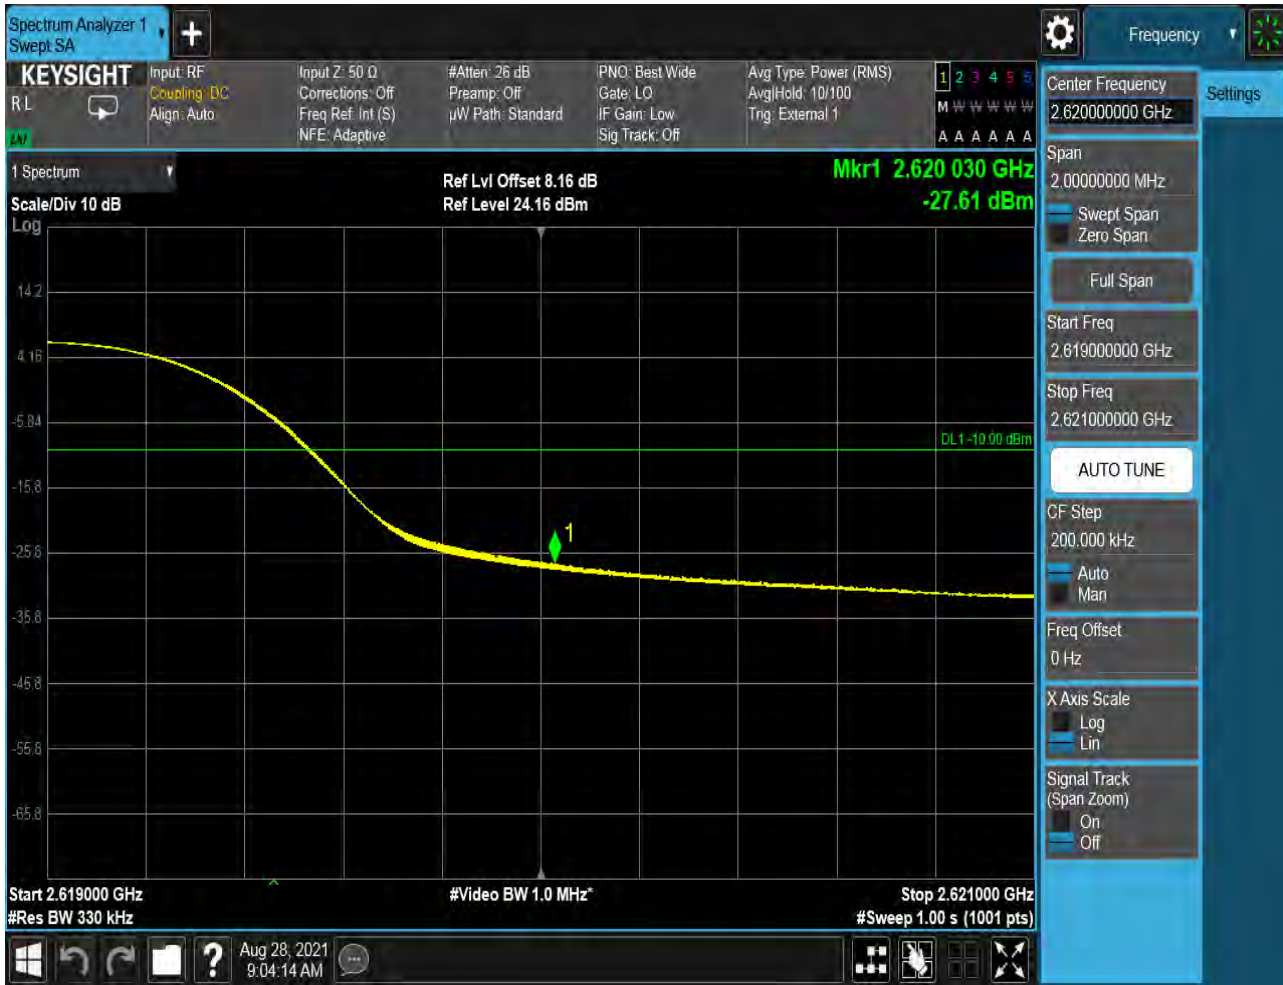 Spectrum Analyzer 1
Swept SA
+
Frequency
KEYSIGHT
R L
Input: RF
Coupling: DC
Align: Auto
Input Z: 50 Ω
Corrections: Off
Freq Ref: Int (S)
NFE: Adaptive
#Atten: 26 dB
Preamp: Off
µW Path: Standard
PNO: Best Wide
Gate: LO
IF Gain: Low
Sig Track: Off
Avg Type: Power (RMS)
Avg|Hold: 10/100
Trig: External 1
1 2 3 4 5 6
M W W W W W
A A A A A A
1 Spectrum
Scale/Div 10 dB
Log
Ref Lvl Offset 8.16 dB
Ref Level 24.16 dBm
Mkr1 2.620 030 GHz
-27.61 dBm
14.2
4.16
-5.84
-15.8
-25.8
-35.8
-45.8
-55.8
-65.8
DL1 -10.00 dBm
1
Start 2.619000 GHz
#Res BW 330 kHz
#Video BW 1.0 MHz*
Stop 2.621000 GHz
#Sweep 1.00 s (1001 pts)
Center Frequency
2.620000000 GHz
Span
2.00000000 MHz
Swept Span
Zero Span
Full Span
Start Freq
2.619000000 GHz
Stop Freq
2.621000000 GHz
AUTO TUNE
CF Step
200.000 kHz
Auto
Man
Freq Offset
0 Hz
X Axis Scale
Log
Lin
Signal Track
(Span Zoom)
On
Off
Settings
?
Aug 28, 2021
9:04:14 AM